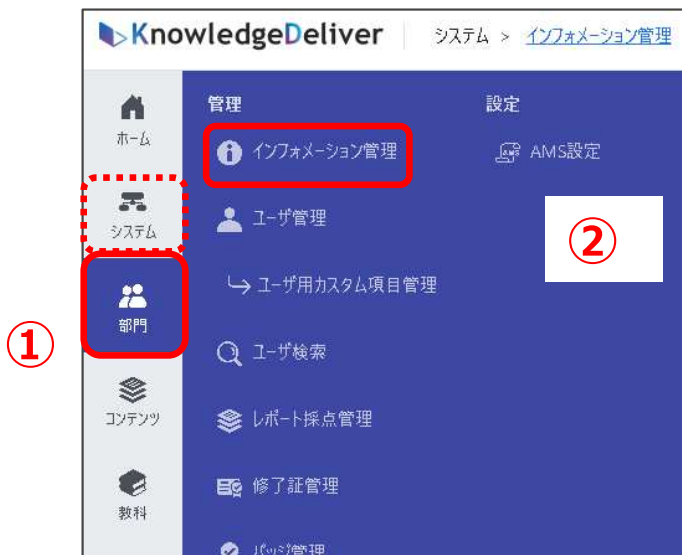 KnowledgeDeliver
システム > インフォメーション管理
ホーム
システム
部門
コンテンツ
教科
管理
インフォメーション管理
ユーザ管理
ユーザ用カスタム項目管理
ユーザ検索
レポート採点管理
修了証管理
バッジ管理
設定
AMS設定
①
②